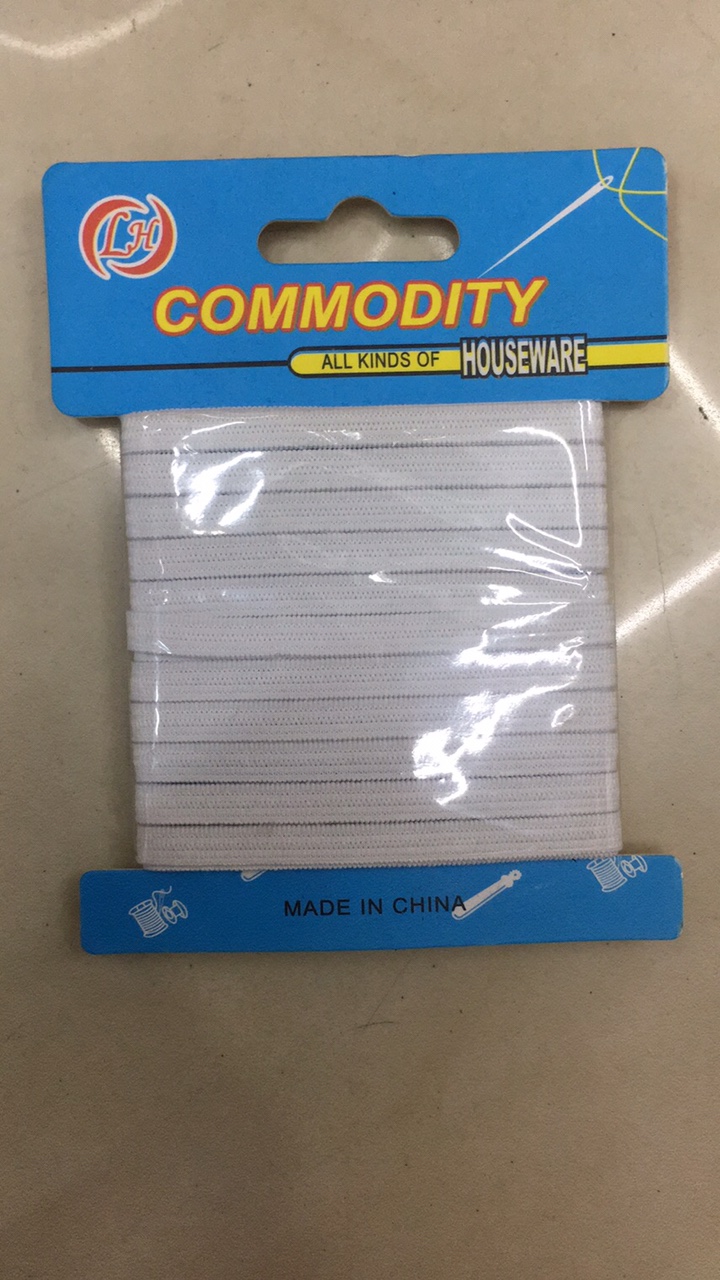 LH
COMMODITY
ALL KINDS OF HOUSEWARE
MADE IN CHINA